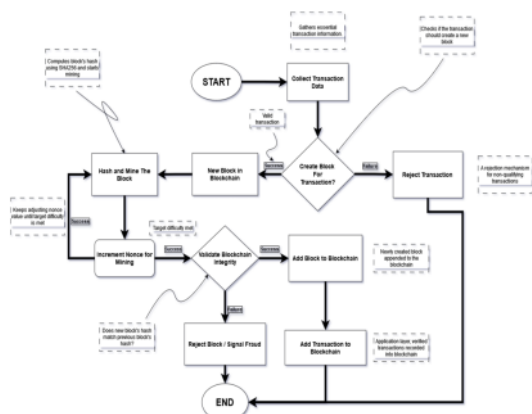 Gathers essential
transaction information
Checks if the transaction
should create a new
block
Computes block's hash
using SHA256 and starts
mining
START
Collect Transaction
Data
Valid
transaction
Hash and Mine The
Block
New Block in
Blockchain
Success
Create Block
For
Transaction?
Failure
Reject Transaction
A rejection mechanism
for non-qualifying
transactions
Keeps adjusting nonce
value until target difficulty
is met
Success
Target difficulty met
Increment Nonce for
Mining
Success
Validate Blockchain
Integrity
Success
Add Block to Blockchain
Newly created block
appended to the
blockchain
Does new block's hash
match previous block's
hash?
Reject Block / Signal Fraud
Add Transaction to
Blockchain
Application layer, verified
transactions recorded
into blockchain
END